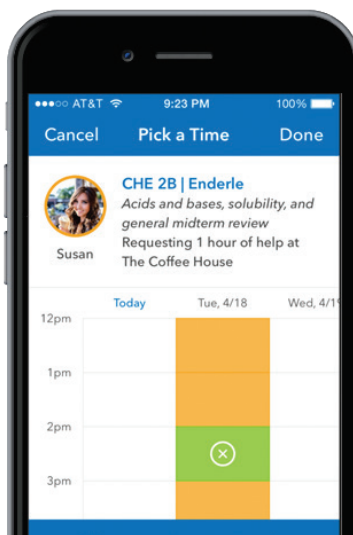 AT&T 9:23 PM 100%
Cancel Pick a Time Done
CHE 2B | Enderle
Acids and bases, solubility, and
general midterm review
Requesting 1 hour of help at
The Coffee House
Susan
Today Tue, 4/18 Wed,
12pm
1pm
2pm
3pm